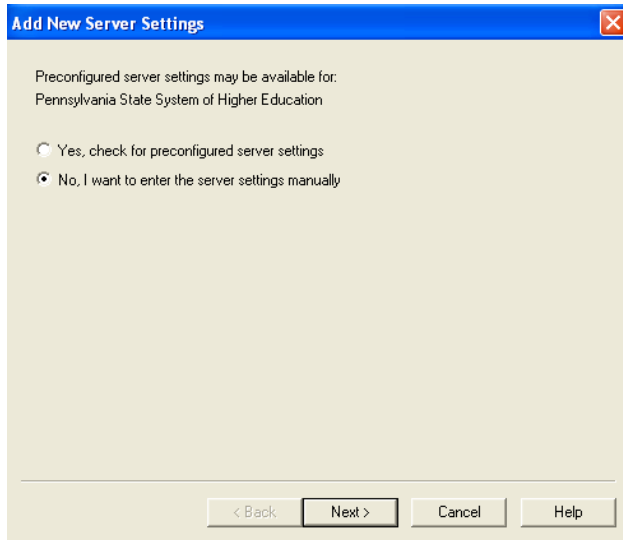 Add New Server Settings
Preconfigured server settings may be available for:
Pennsylvania State System of Higher Education
Yes, check for preconfigured server settings
No, I want to enter the server settings manually
< Back Next > Cancel Help